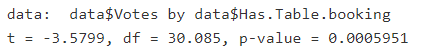 data:  data$Votes by data$Has.Table.booking
t = -3.5799, df = 30.085, p-value = 0.0005951